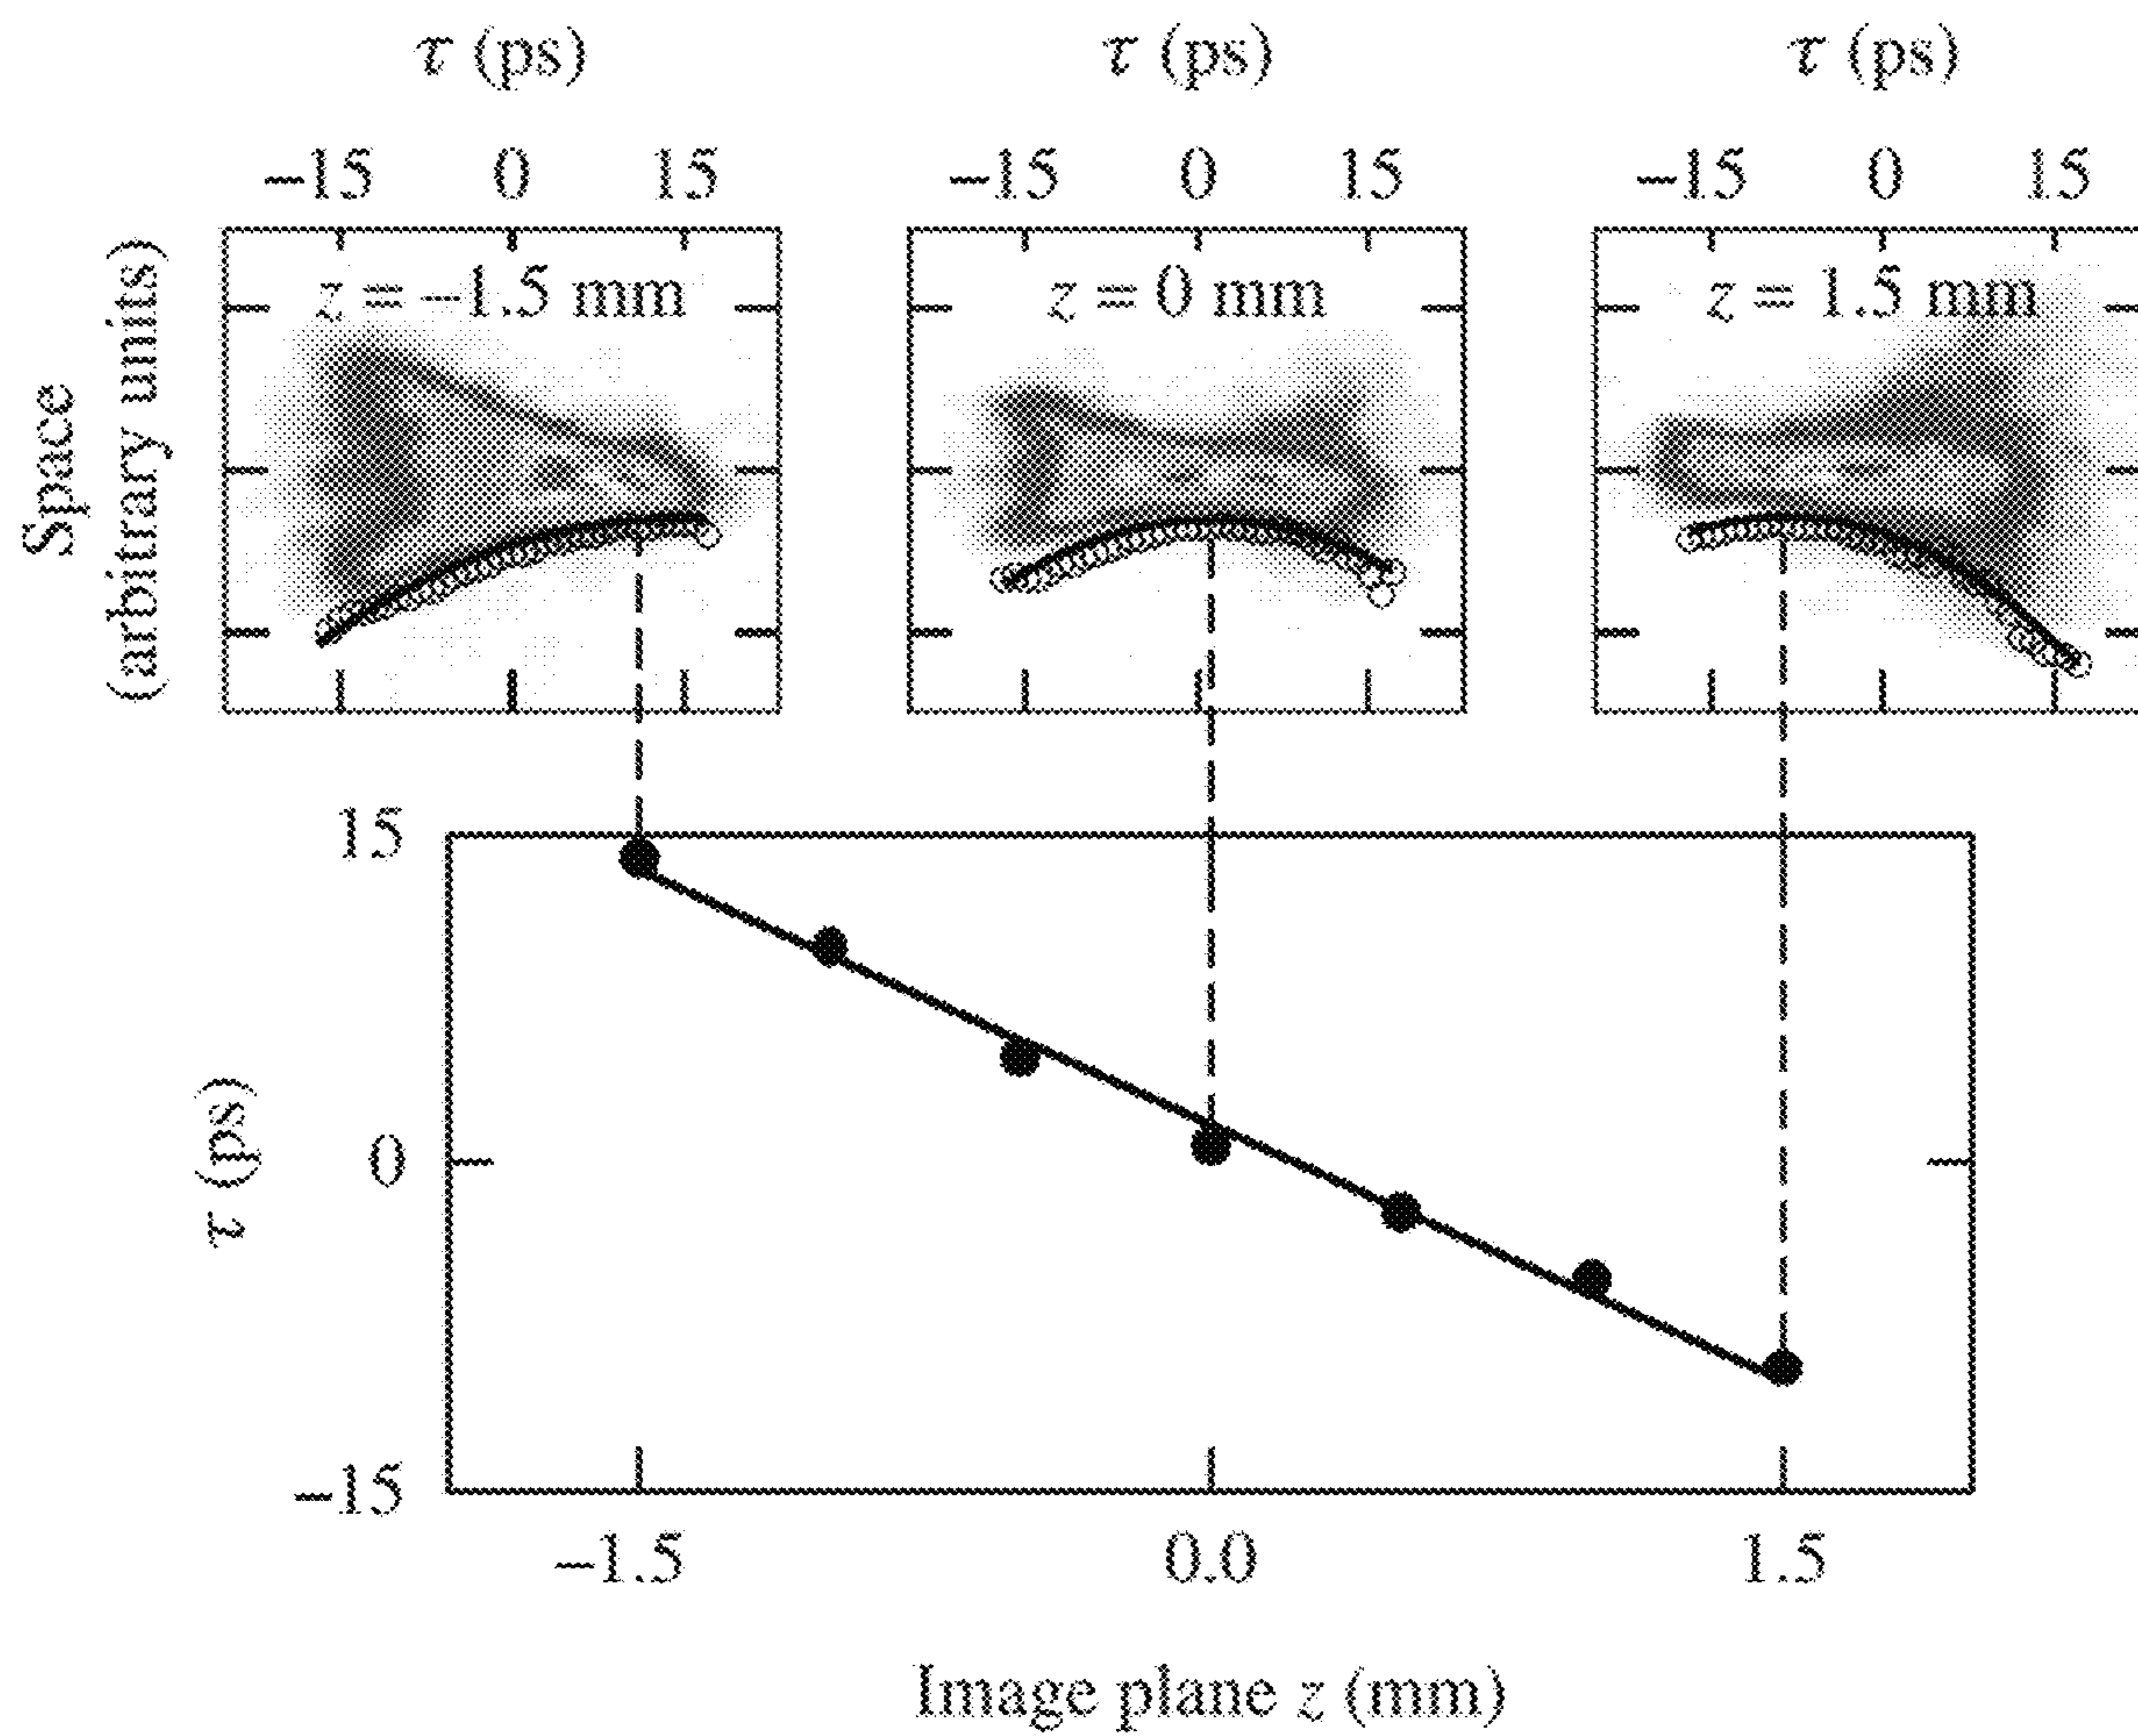 τ (ps) τ (ps) τ (ps)
–15 0 15 –15 0 15 –15 0 15
Space
(arbitrary units)
z = –1.5 mm z = 0 mm z = 1.5 mm
15
τ (ps)
0
–15
–1.5 0.0 1.5
Image plane z (mm)